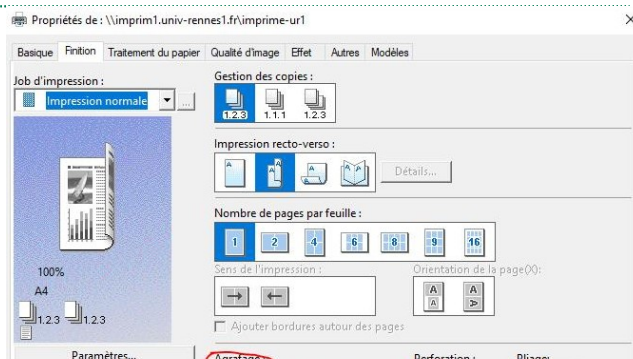 Propriétés de : \\imprim1.univ-rennes1.fr\imprime-ur1
Basique Finition Traitement du papier Qualité d'image Effet Autres Modèles
Job d'impression :
Impression normale ...
Gestion des copies :
1.2.3 1.1.1 1.2.3
Impression recto-verso :
A A A A A
Détails...
Nombre de pages par feuille :
1 2 4 6 8 9 16
100%
A4
1.2.3 1.2.3
Sens de l'impression :
Orientation de la page(X):
A A
A A
Ajouter bordures autour des pages
Paramètres...
Agrafage :
Perforation :
Pliage: